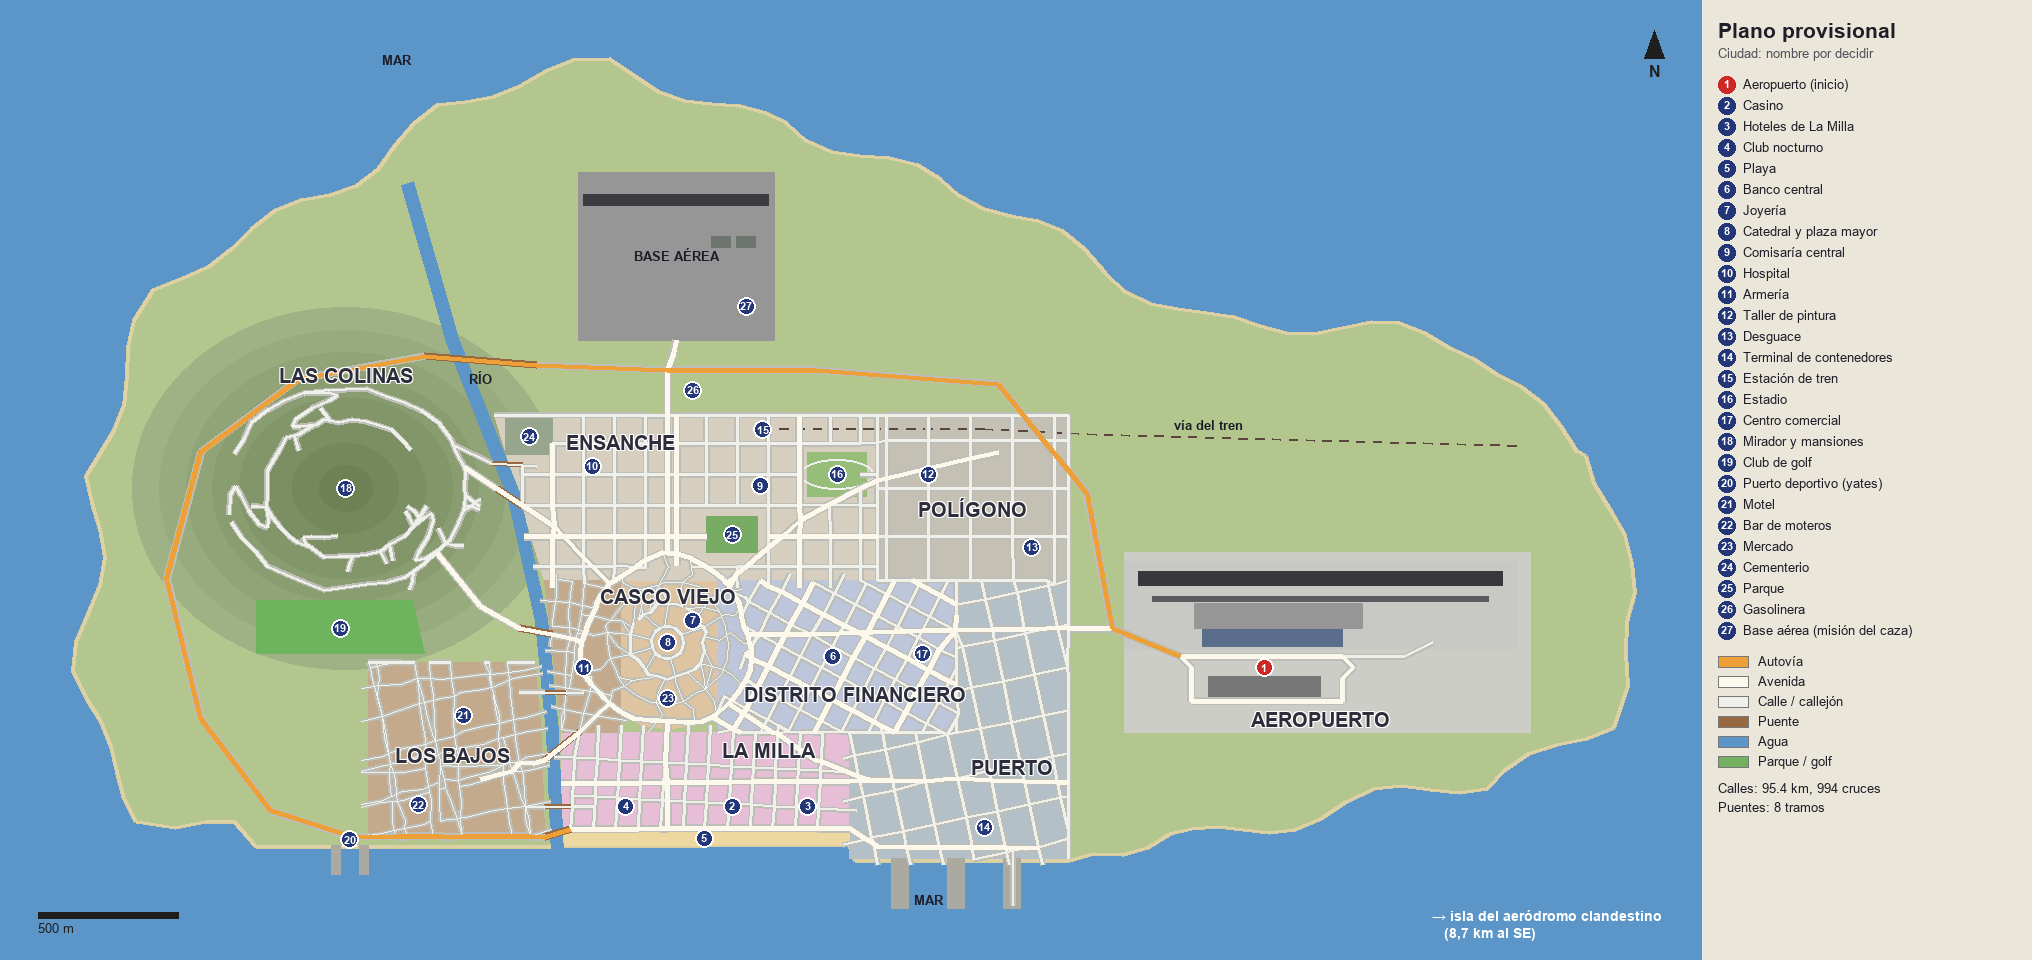 MAR
N
BASE AÉREA
27
LAS COLINAS
RÍO
26
24
ENSANCHE
15
vía del tren
10
16
12
9
18
POLÍGONO
25
13
CASCO VIEJO
7
19
8
6
17
11
1
23
DISTRITO FINANCIERO
21
AEROPUERTO
LOS BAJOS
LA MILLA
PUERTO
22
4
2
3
14
20
5
MAR
500 m
→ isla del aeródromo clandestino
(8,7 km al SE)
Plano provisional
Ciudad: nombre por decidir
1 Aeropuerto (inicio)
2 Casino
3 Hoteles de La Milla
4 Club nocturno
5 Playa
6 Banco central
7 Joyería
8 Catedral y plaza mayor
9 Comisaría central
10 Hospital
11 Armería
12 Taller de pintura
13 Desguace
14 Terminal de contenedores
15 Estación de tren
16 Estadio
17 Centro comercial
18 Mirador y mansiones
19 Club de golf
20 Puerto deportivo (yates)
21 Motel
22 Bar de moteros
23 Mercado
24 Cementerio
25 Parque
26 Gasolinera
27 Base aérea (misión del caza)
Autovía
Avenida
Calle / callejón
Puente
Agua
Parque / golf
Calles: 95.4 km, 994 cruces
Puentes: 8 tramos